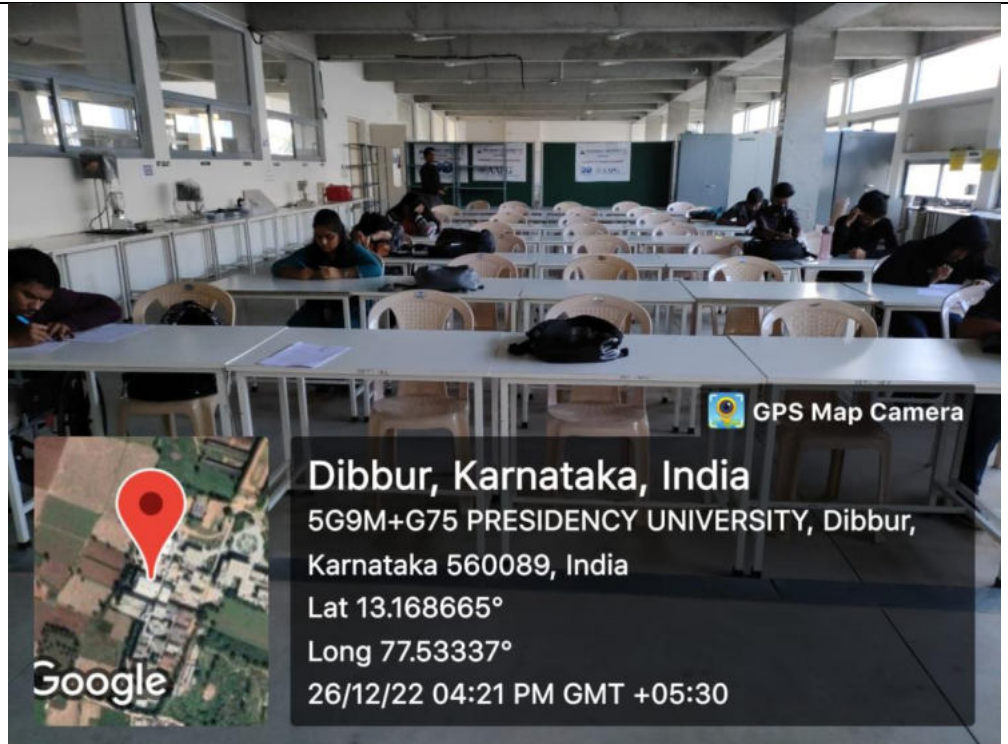 GPS Map Camera
Dibbur, Karnataka, India
5G9M+G75 PRESIDENCY UNIVERSITY, Dibbur,
Karnataka 560089, India
Lat 13.168665°
Long 77.53337°
26/12/22 04:21 PM GMT +05:30
Google